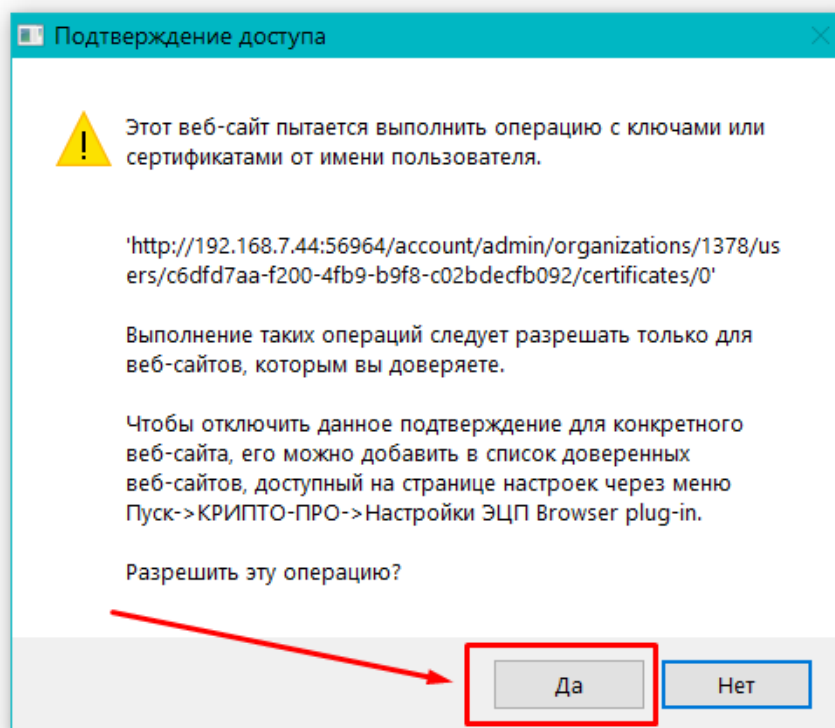 Подтверждение доступа
Этот веб-сайт пытается выполнить операцию с ключами или
сертификатами от имени пользователя.
'http://192.168.7.44:56964/account/admin/organizations/1378/us
ers/c6dfd7aa-f200-4fb9-b9f8-c02bdecfb092/certificates/0'
Выполнение таких операций следует разрешать только для
веб-сайтов, которым вы доверяете.
Чтобы отключить данное подтверждение для конкретного
веб-сайта, его можно добавить в список доверенных
веб-сайтов, доступный на странице настроек через меню
Пуск->КРИПТО-ПРО->Настройки ЭЦП Browser plug-in.
Разрешить эту операцию?
Да
Нет